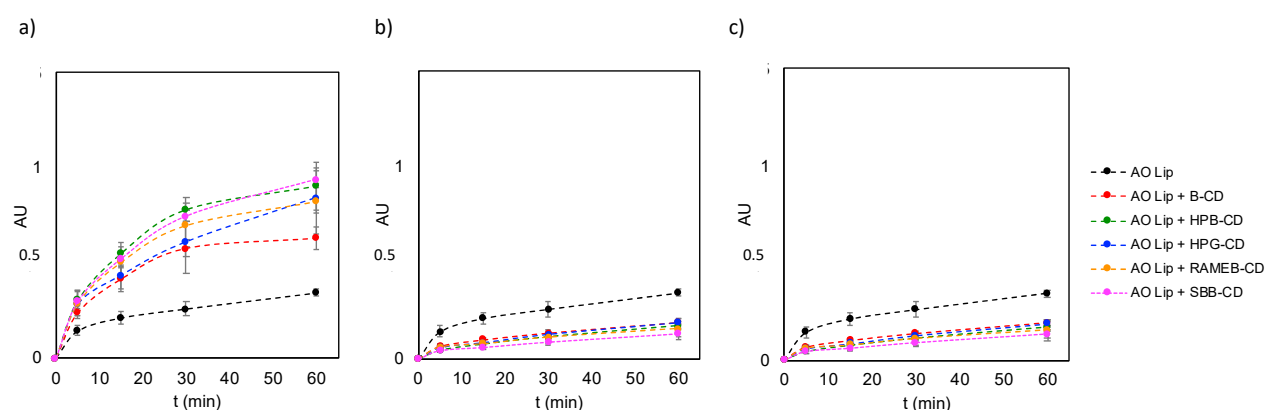 a)
b)
c)
1
0.5
0
AU
0 10 20 30 40 50 60
t (min)
1
0.5
0
AU
0 10 20 30 40 50 60
t (min)
1
0.5
0
AU
0 10 20 30 40 50 60
t (min)
AO Lip
AO Lip + B-CD
AO Lip + HPB-CD
AO Lip + HPG-CD
AO Lip + RAMEB-CD
AO Lip + SBB-CD